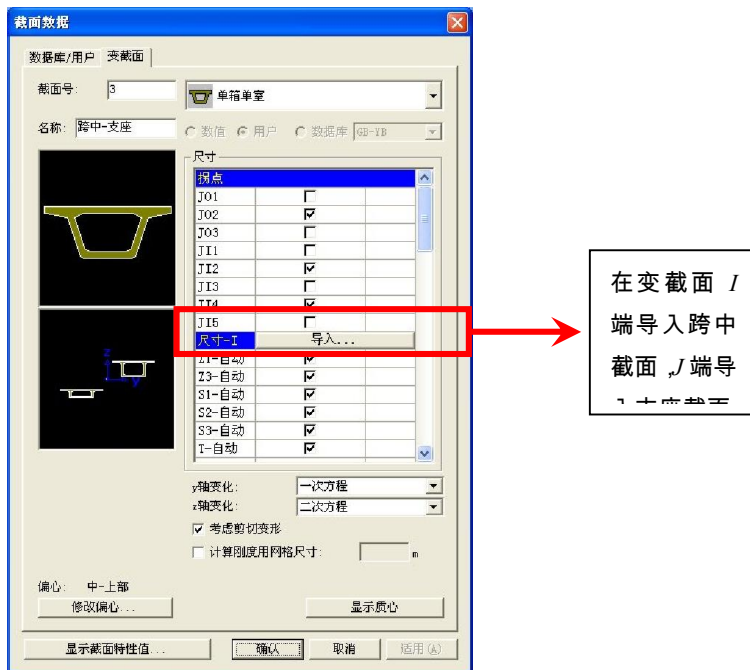 截面数据
数据库/用户 变截面
截面号: 3
单箱单室
名称: 跨中-支座
数值 用户 数据库 GB-YB
尺寸
拐点
JO1
JO2
JO3
JI1
JI2
JI3
JI4
JI5
尺寸-I 导入...
Z1-自动
Z3-自动
S1-自动
S2-自动
S3-自动
T-自动
z
y
y轴变化: 一次方程
z轴变化: 二次方程
考虑剪切变形
计算刚度用网格尺寸: m
偏心: 中-上部
修改偏心... 显示质心
显示截面特性值... 确认 取消 适用(A)
在变截面 I
端导入跨中
截面,J端导
入支座截面